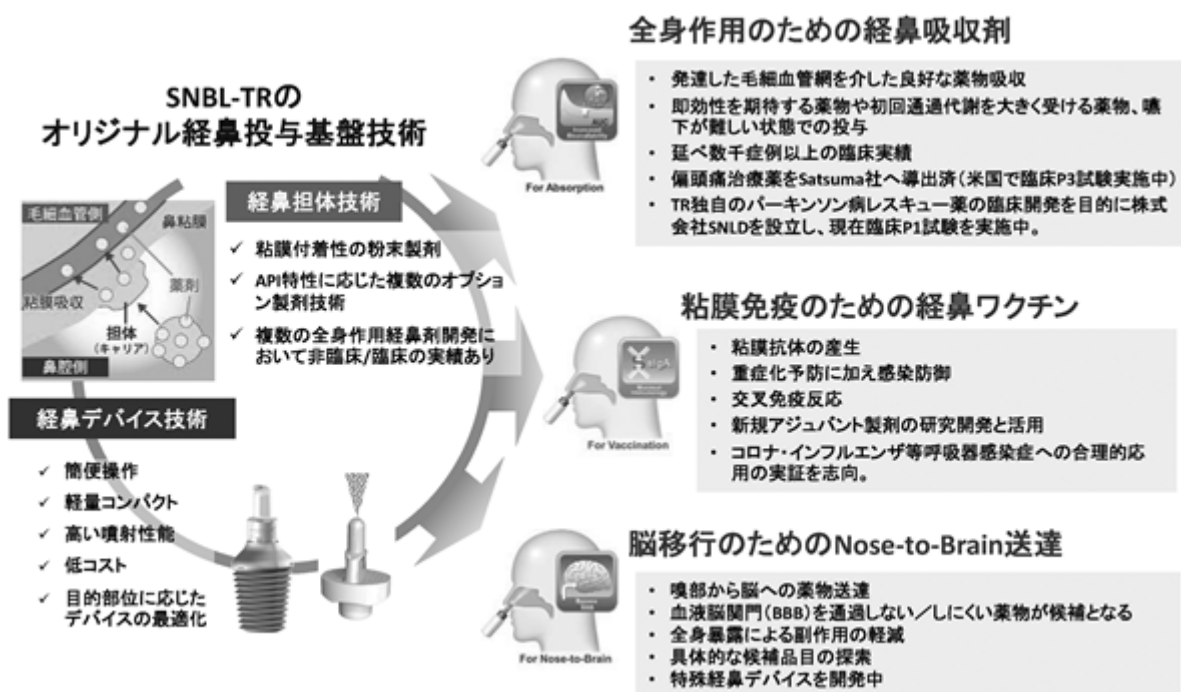 SNBL-TRの
オリジナル経鼻投与基盤技術
毛細血管側
鼻粘膜
薬剤
粘膜吸収
担体
(キャリア)
鼻腔側
経鼻担体技術
✓ 粘膜付着性の粉末製剤
✓ API特性に応じた複数のオプショ
ン製剤技術
✓ 複数の全身作用経鼻剤開発に
おいて非臨床/臨床の実績あり
経鼻デバイス技術
✓ 簡便操作
✓ 軽量コンパクト
✓ 高い噴射性能
✓ 低コスト
✓ 目的部位に応じた
デバイスの最適化
全身作用のための経鼻吸収剤
AUC
For Absorption
• 発達した毛細血管網を介した良好な薬物吸収
• 即効性を期待する薬物や初回通過代謝を大きく受ける薬物、嚥
下が難しい状態での投与
• 延べ数千症例以上の臨床実績
• 偏頭痛治療薬をSatsuma社へ導出済(米国で臨床P3試験実施中)
• TR独自のパーキンソン病レスキュー薬の臨床開発を目的に株式
会社SNLDを設立し、現在臨床P1試験を実施中。
粘膜免疫のための経鼻ワクチン
sIgA
For Vaccination
• 粘膜抗体の産生
• 重症化予防に加え感染防御
• 交叉免疫反応
• 新規アジュバント製剤の研究開発と活用
• コロナ・インフルエンザ等呼吸器感染症への合理的応
用の実証を志向。
脳移行のためのNose-to-Brain送達
For Nose-to-Brain
• 嗅部から脳への薬物送達
• 血液脳関門(BBB)を通過しない/しにくい薬物が候補となる
• 全身暴露による副作用の軽減
• 具体的な候補品目の探索
• 特殊経鼻デバイスを開発中